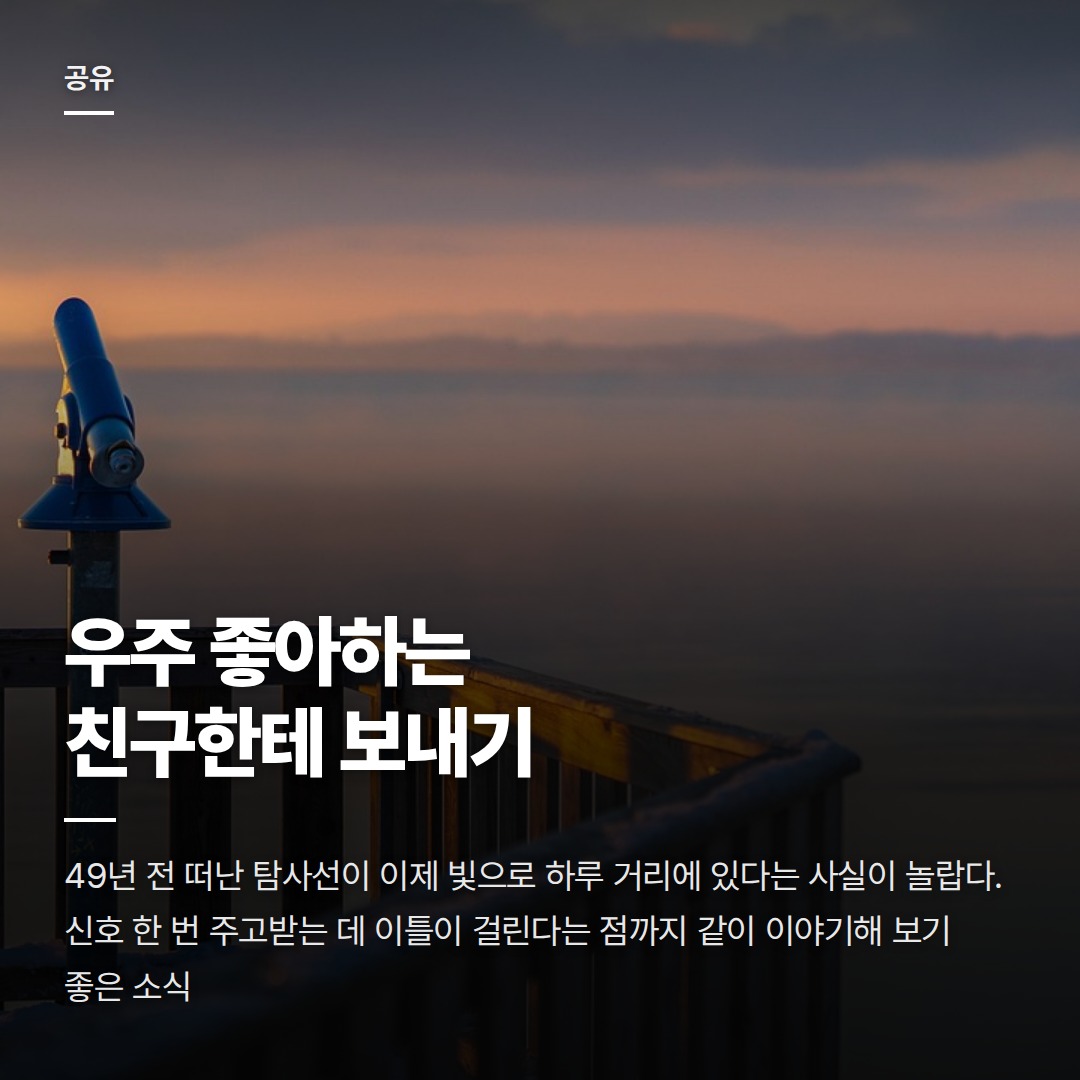 공유
우주 좋아하는
친구한테 보내기
49년 전 떠난 탐사선이 이제 빛으로 하루 거리에 있다는 사실이 놀랍다.
신호 한 번 주고받는 데 이틀이 걸린다는 점까지 같이 이야기해 보기
좋은 소식